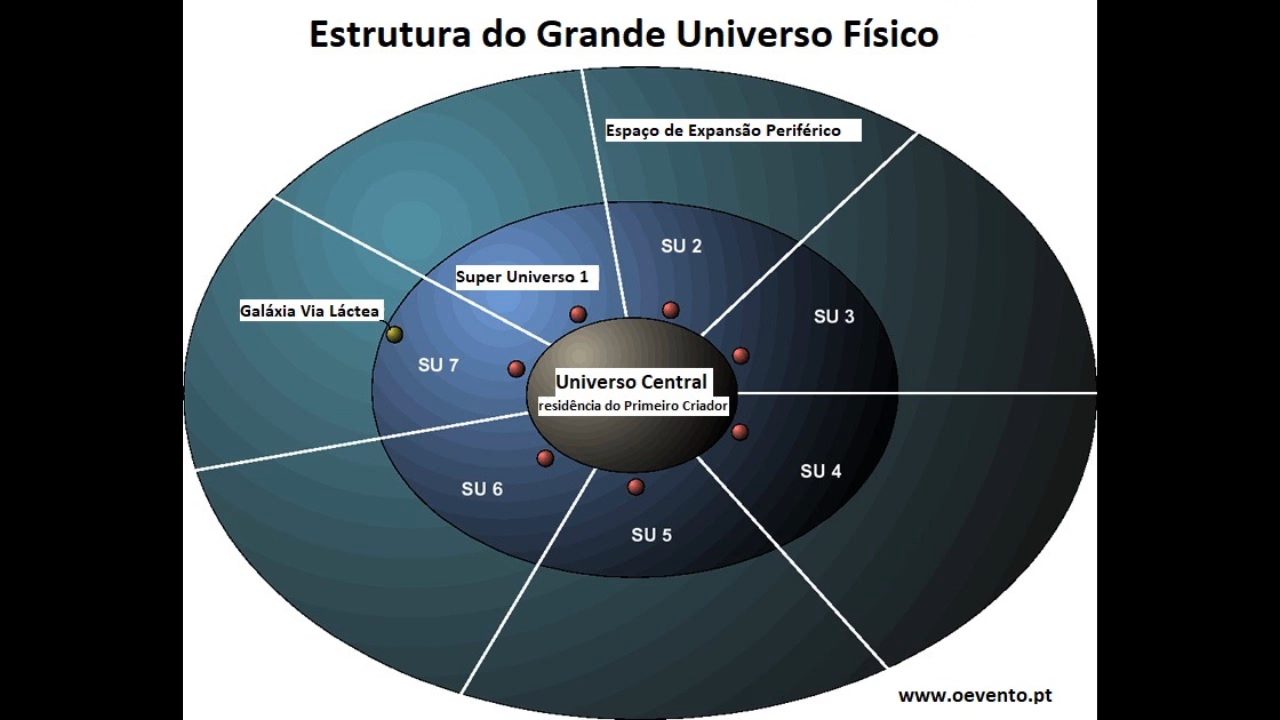 Estrutura do Grande Universo Físico
Espaço de Expansão Periférico
SU 2
Super Universo 1
Galáxia Via Láctea
SU 3
SU 7
Universo Central
residência do Primeiro Criador
SU 4
SU 6
SU 5
www.oevento.pt